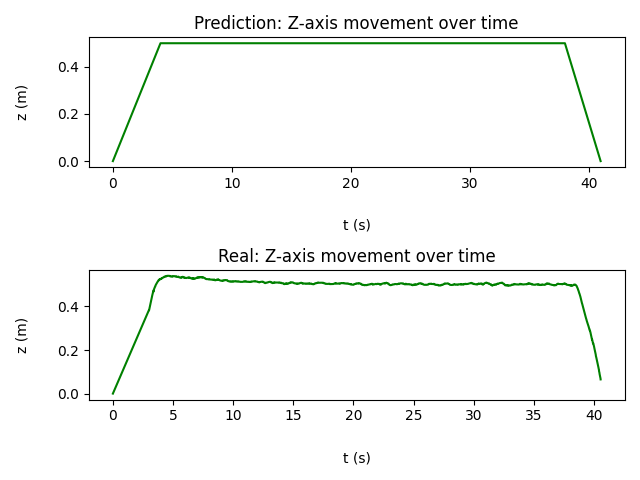 Prediction: Z-axis movement over time
0.4
0.2
0.0
z (m)
0 10 20 30 40
t (s)
Real: Z-axis movement over time
0.4
0.2
0.0
z (m)
0 5 10 15 20 25 30 35 40
t (s)